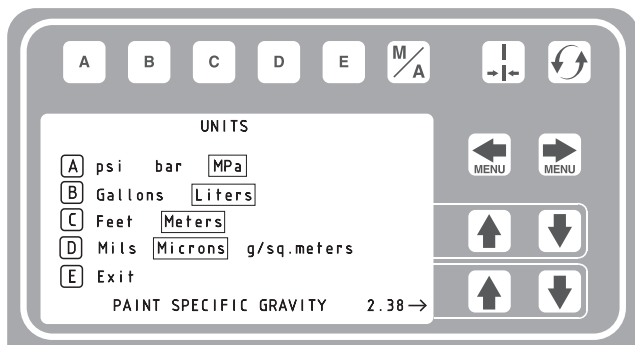 A B C D E M/A
UNITS
MENU MENU
A psi bar MPa
B Gallons Liters
C Feet Meters
D Mils Microns g/sq.meters
E Exit
PAINT SPECIFIC GRAVITY 2.38→